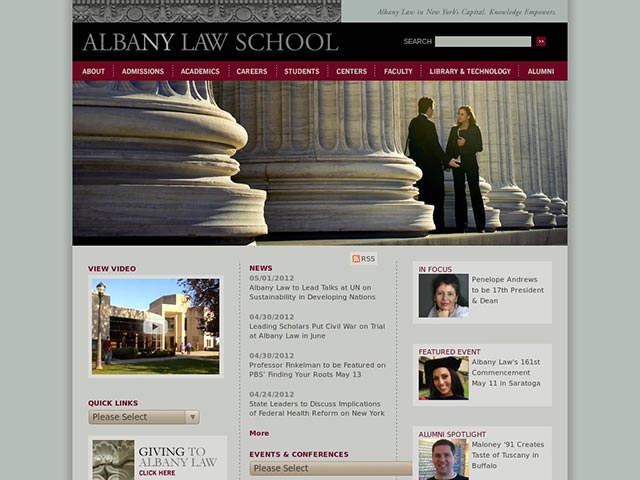 Albany Law in New York's Capital. Knowledge Empowers.
ALBANY LAW SCHOOL
SEARCH
ABOUT ADMISSIONS ACADEMICS CAREERS STUDENTS CENTERS FACULTY LIBRARY & TECHNOLOGY ALUMNI
RSS
VIEW VIDEO
QUICK LINKS
Please Select
GIVING TO
ALBANY LAW
CLICK HERE
NEWS
05/01/2012
Albany Law to Lead Talks at UN on
Sustainability in Developing Nations
04/30/2012
Leading Scholars Put Civil War on Trial
at Albany Law in June
04/30/2012
Professor Finkelman to be Featured on
PBS' Finding Your Roots May 13
04/24/2012
State Leaders to Discuss Implications
of Federal Health Reform on New York
More
EVENTS & CONFERENCES
Please Select
IN FOCUS
Penelope Andrews
to be 17th President
& Dean
FEATURED EVENT
Albany Law's 161st
Commencement
May 11 in Saratoga
ALUMNI SPOTLIGHT
Maloney '91 Creates
Taste of Tuscany in
Buffalo